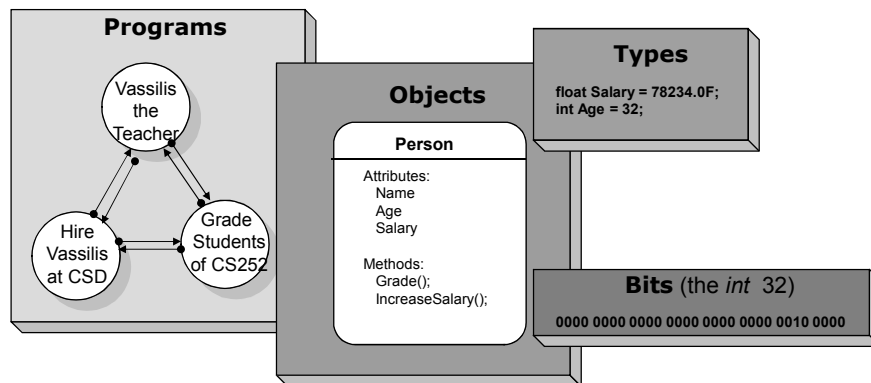 Programs
Vassilis
the
Teacher
Hire
Vassilis
at CSD
Grade
Students
of CS252
Objects
Person
Attributes:
Name
Age
Salary
Methods:
Grade();
IncreaseSalary();
Types
float Salary = 78234.0F;
int Age = 32;
Bits (the int 32)
0000 0000 0000 0000 0000 0000 0010 0000